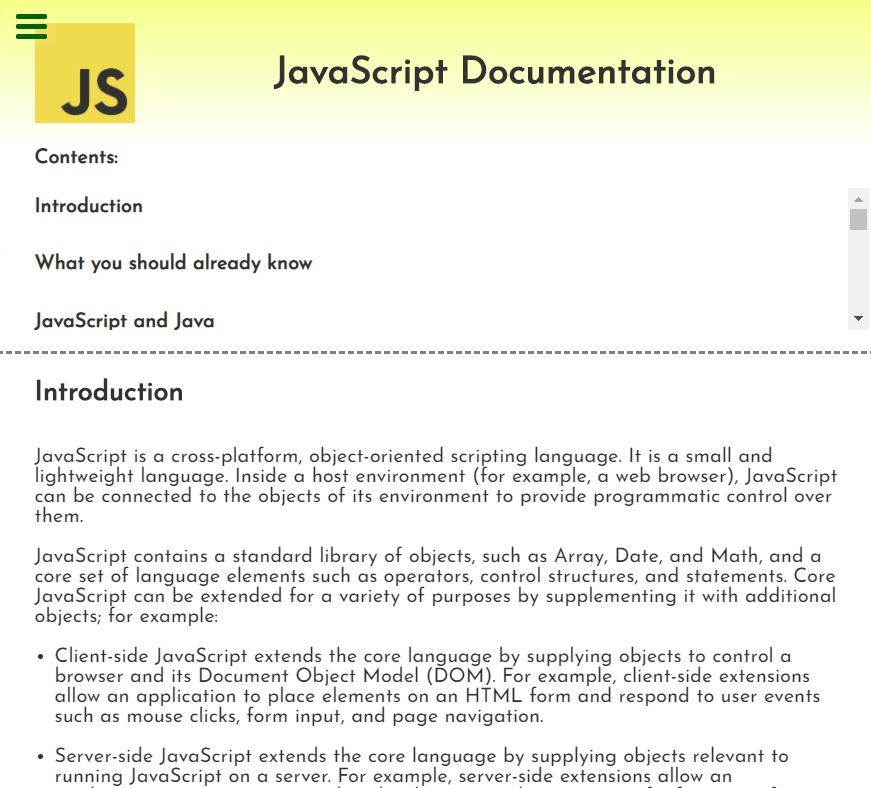 JS
JavaScript Documentation
Contents:
Introduction
What you should already know
JavaScript and Java
Introduction
JavaScript is a cross-platform, object-oriented scripting language. It is a small and
lightweight language. Inside a host environment (for example, a web browser), JavaScript
can be connected to the objects of its environment to provide programmatic control over
them.
JavaScript contains a standard library of objects, such as Array, Date, and Math, and a
core set of language elements such as operators, control structures, and statements. Core
JavaScript can be extended for a variety of purposes by supplementing it with additional
objects; for example:
• Client-side JavaScript extends the core language by supplying objects to control a
browser and its Document Object Model (DOM). For example, client-side extensions
allow an application to place elements on an HTML form and respond to user events
such as mouse clicks, form input, and page navigation.
• Server-side JavaScript extends the core language by supplying objects relevant to
running JavaScript on a server. For example, server-side extensions allow an